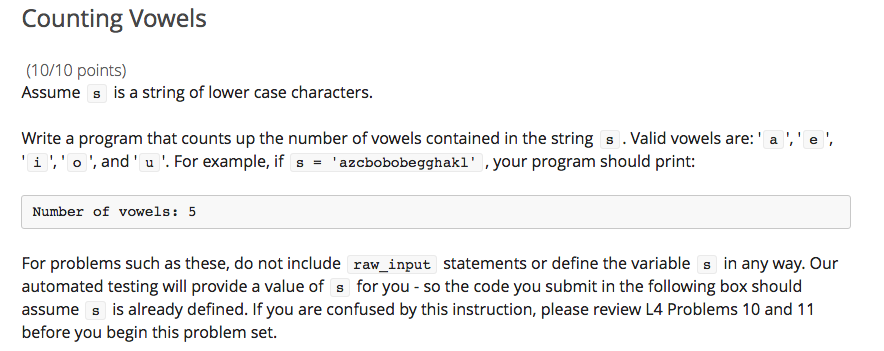 Counting Vowels
(10/10 points)
Assume s is a string of lower case characters.
Write a program that counts up the number of vowels contained in the string s . Valid vowels are: ' a ', ' e ',
' i ', ' o ', and ' u '. For example, if s = 'azcbobobegghakl' , your program should print:
Number of vowels: 5
For problems such as these, do not include raw_input statements or define the variable s in any way. Our
automated testing will provide a value of s for you - so the code you submit in the following box should
assume s is already defined. If you are confused by this instruction, please review L4 Problems 10 and 11
before you begin this problem set.